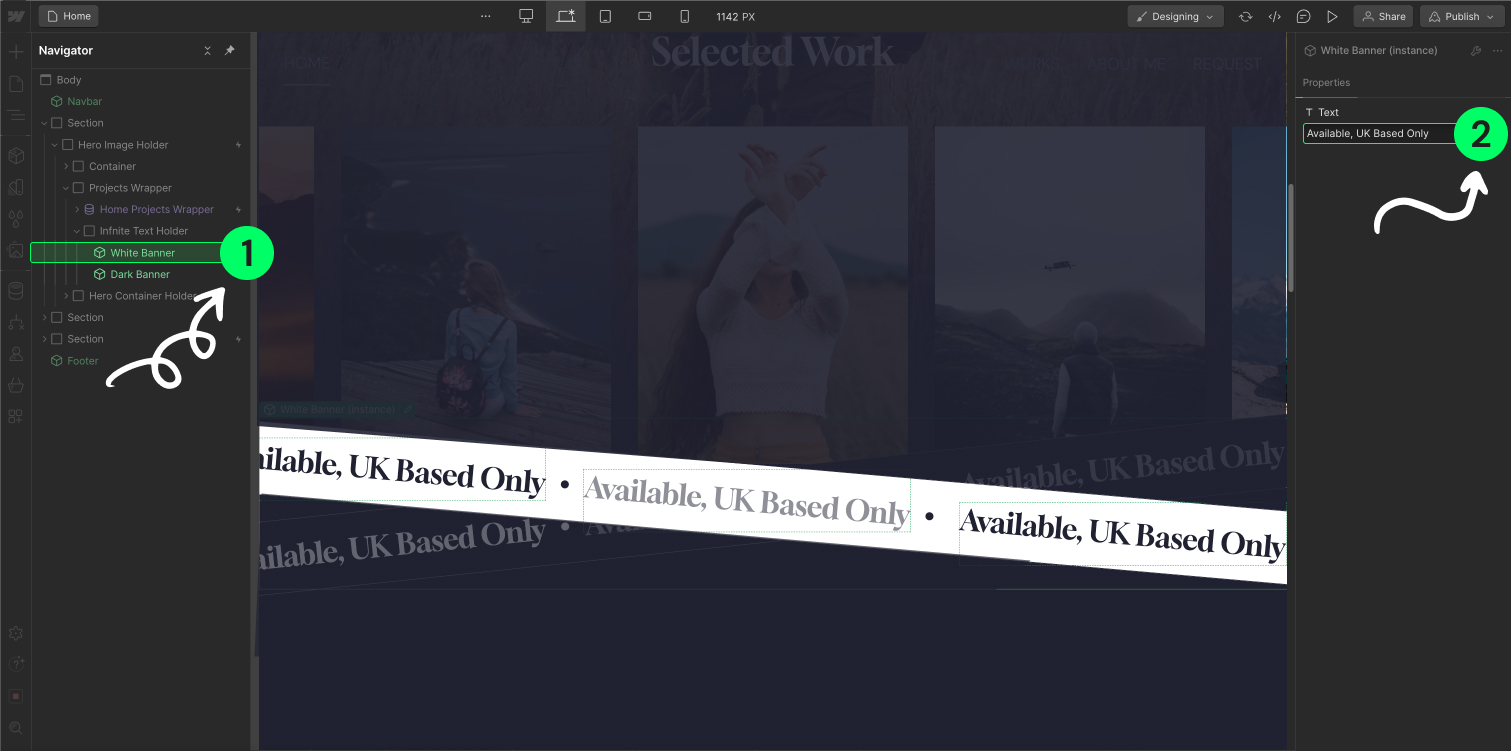 Home
1142 PX
Designing
Share
Publish
Navigator
Body
Navbar
Section
Hero Image Holder
Container
Projects Wrapper
Home Projects Wrapper
Infnite Text Holder
White Banner
Dark Banner
Hero Container Holder
Section
Section
Footer
1
Selected Work
HOME
ABOUT ME
REQUEST
White Banner (Instance)
ailable, UK Based Only • Available, UK Based Only • Available, UK Based Only
Available, UK Based Only
ailable, UK Based Only •
White Banner (instance)
Properties
Text
Available, UK Based Only
2